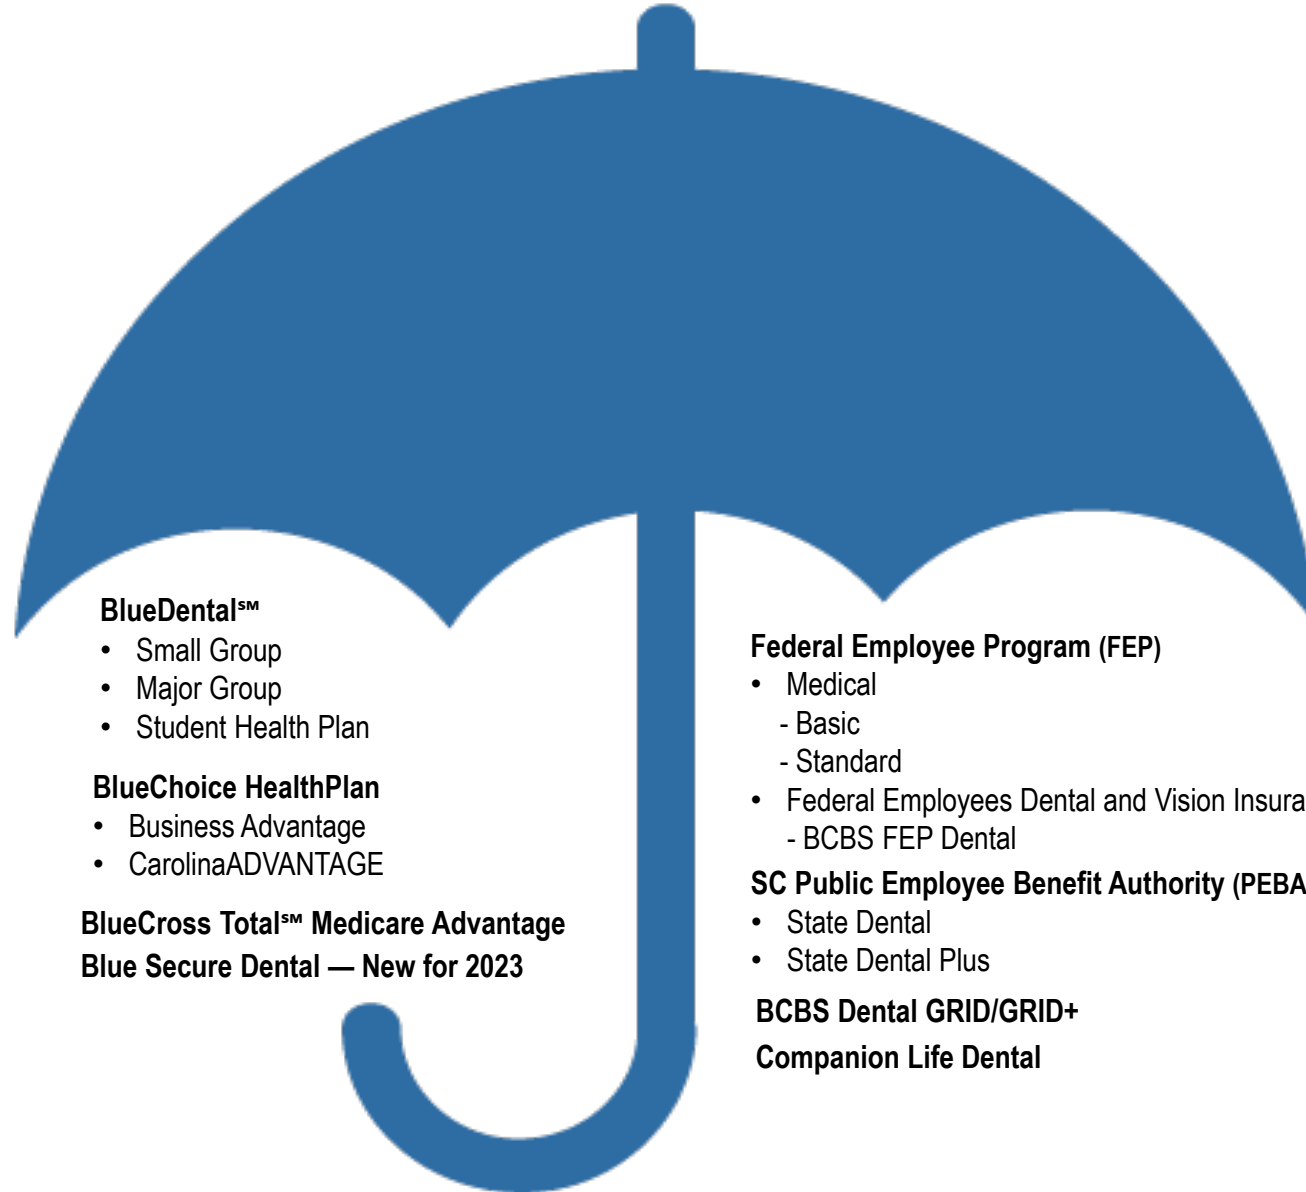 BlueDental℠
• Small Group
• Major Group
• Student Health Plan
BlueChoice HealthPlan
• Business Advantage
• CarolinaADVANTAGE
BlueCross Total℠ Medicare Advantage
Blue Secure Dental — New for 2023
Federal Employee Program (FEP)
• Medical
- Basic
- Standard
• Federal Employees Dental and Vision Insura
- BCBS FEP Dental
SC Public Employee Benefit Authority (PEBA
• State Dental
• State Dental Plus
BCBS Dental GRID/GRID+
Companion Life Dental